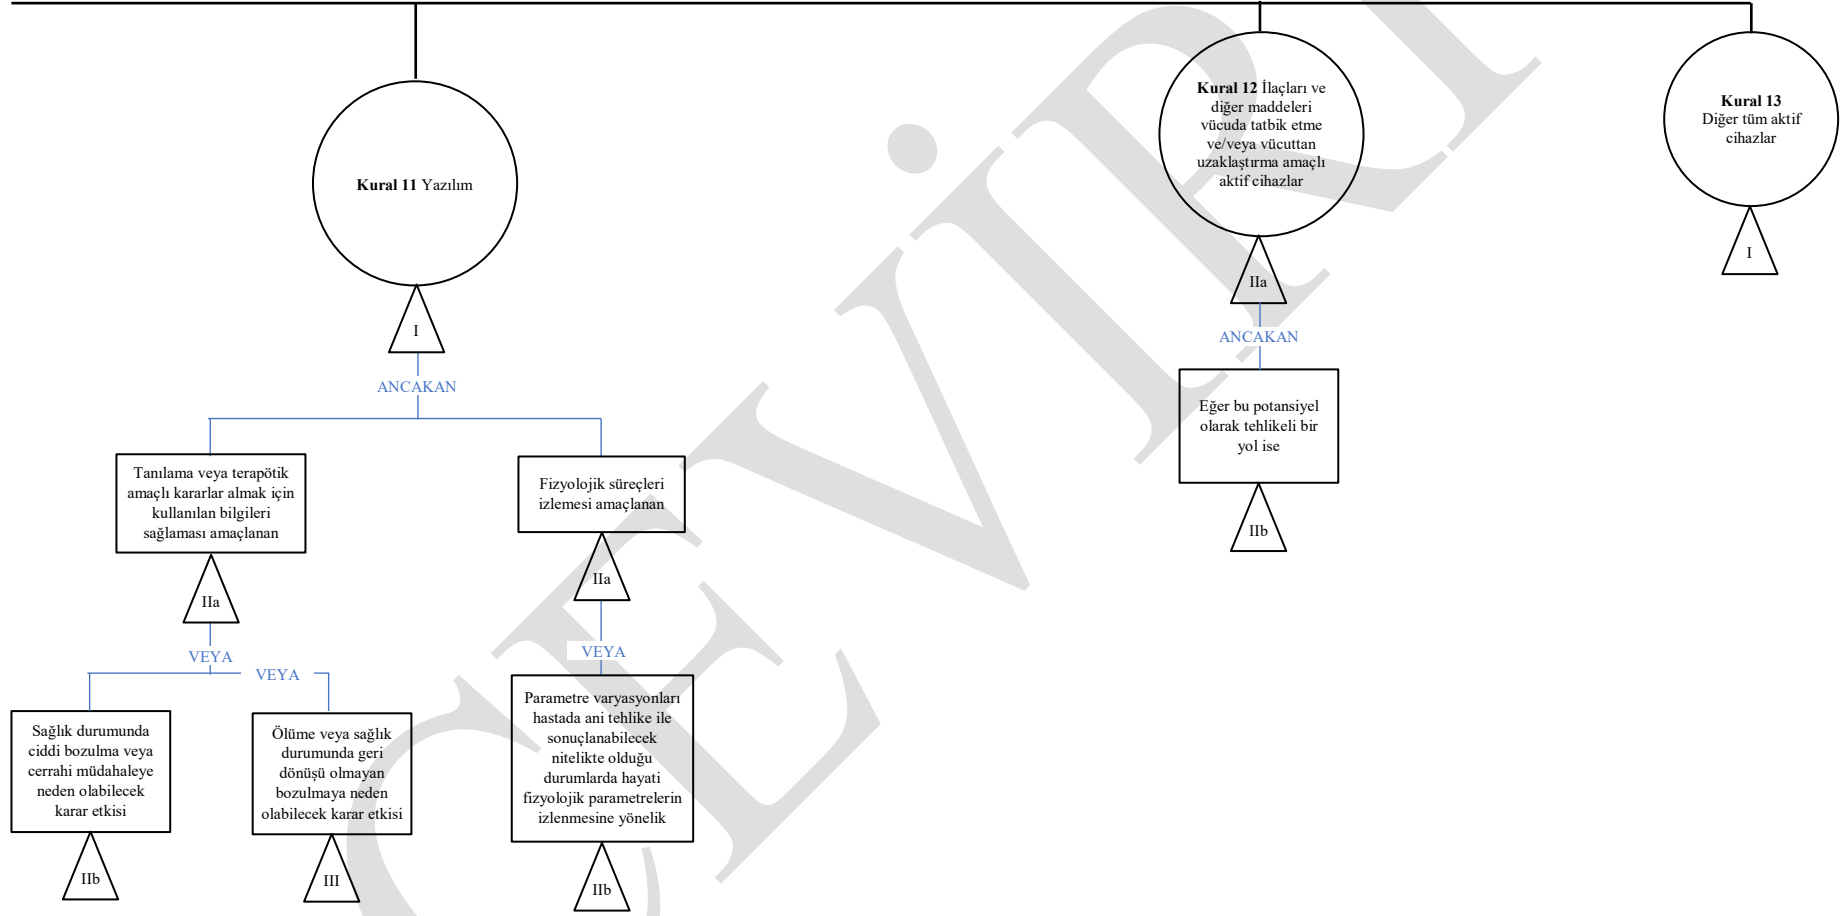 Kural 11 Yazılım
I
ANCAKAN
Tanılama veya terapötik
amaçlı kararlar almak için
kullanılan bilgileri
sağlaması amaçlanan
IIa
VEYA
VEYA
Sağlık durumunda
ciddi bozulma veya
cerrahi müdahaleye
neden olabilecek
karar etkisi
IIb
Ölüme veya sağlık
durumunda geri
dönüşü olmayan
bozulmaya neden
olabilecek karar etkisi
III
Fizyolojik süreçleri
izlemesi amaçlanan
IIa
VEYA
Parametre varyasyonları
hastada ani tehlike ile
sonuçlanabilecek
nitelikte olduğu
durumlarda hayati
fizyolojik parametrelerin
izlenmesine yönelik
IIb
Kural 12 İlaçları ve
diğer maddeleri
vücuda tatbik etme
ve/veya vücuttan
uzaklaştırma amaçlı
aktif cihazlar
IIa
ANCAKAN
Eğer bu potansiyel
olarak tehlikeli bir
yol ise
IIb
Kural 13
Diğer tüm aktif
cihazlar
I
ÇEVİRİ